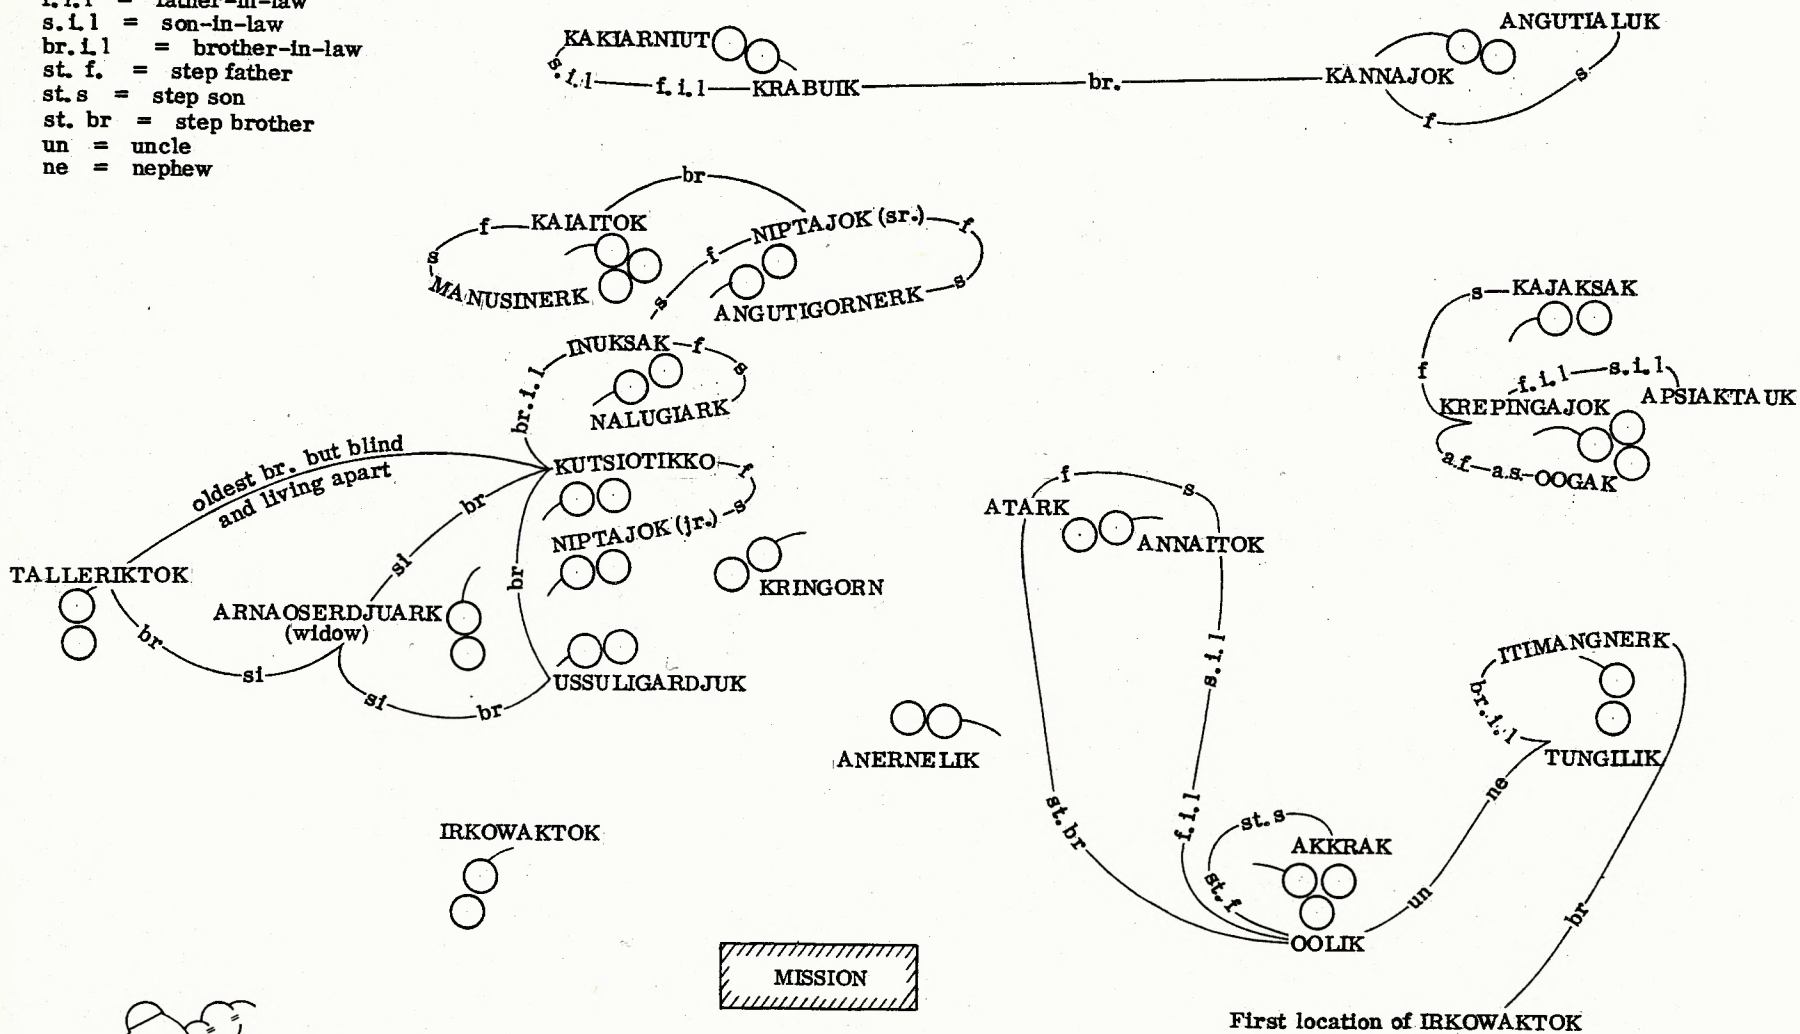 f.i.l = father-in-law
s.i.l = son-in-law
br.i.l = brother-in-law
st. f. = step father
st.s = step son
st. br = step brother
un = uncle
ne = nephew
KAKIARNIUT
s.i.l
f.i.l
KRABUIK
br.
KANNAJOK
ANGUTIALUK
s
f
br
f
KAIAITOK
s
MANUSINERK
NIPTAJOK (sr.)
f
s
f
s
ANGUTIGORNERK
INUKSAK
f
s
NALUGIARK
br.i.l
KAJAKSAK
s
f
f.i.l
s.i.l
APSIAKTAUK
KREPINGAJOK
a.f
a.s.
OOGAK
oldest br. but blind
and living apart
KUTSIOTIKKO
f
s
NIPTAJOK (jr.)
br
si
br
KRINGORN
TALLERIKTOK
ARNAOSERDJUARK
(widow)
br
si
si
br
USSULIGARDJUK
f
s
ATARK
ANNAITOK
s.i.l
f.i.l
st.br
ANERNELIK
ITIMANGNERK
br.i.l
TUNGILIK
ne
un
br
st.s
AKKRAK
st.f
OOLIK
IRKOWAKTOK
MISSION
First location of IRKOWAKTOK